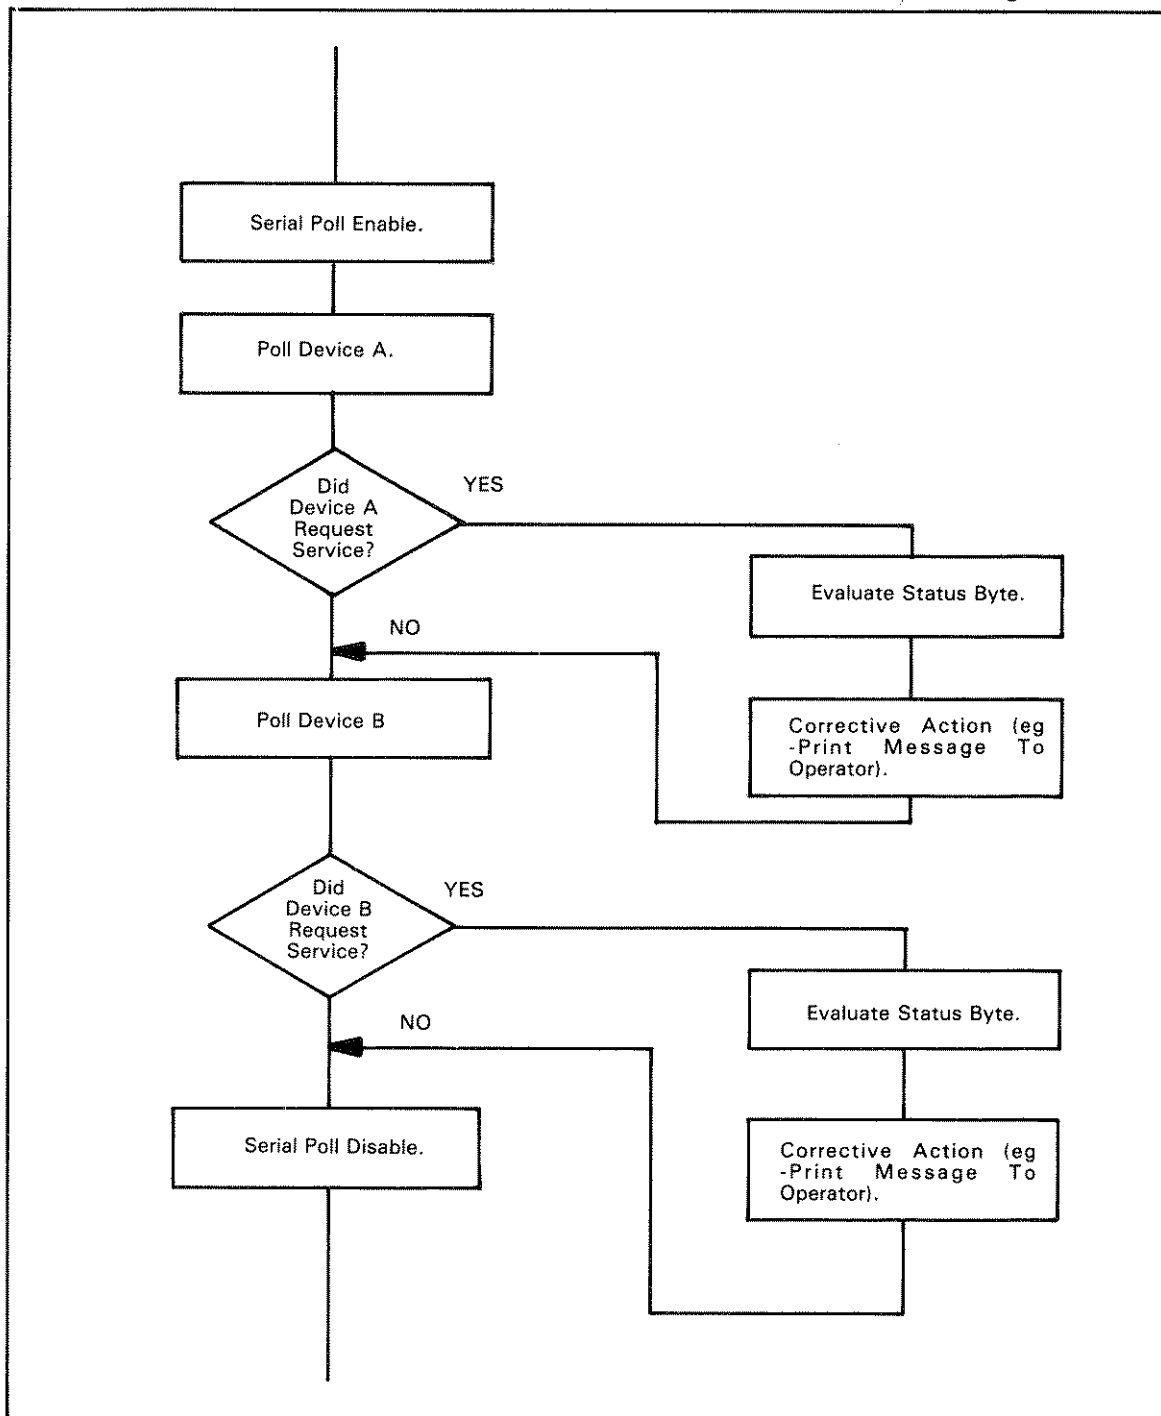 Serial Poll Enable.
Poll Device A.
Did
Device A
Request
Service?
YES
NO
Evaluate Status Byte.
Corrective Action (eg
-Print Message To
Operator).
Poll Device B
Did
Device B
Request
Service?
YES
NO
Evaluate Status Byte.
Corrective Action (eg
-Print Message To
Operator).
Serial Poll Disable.